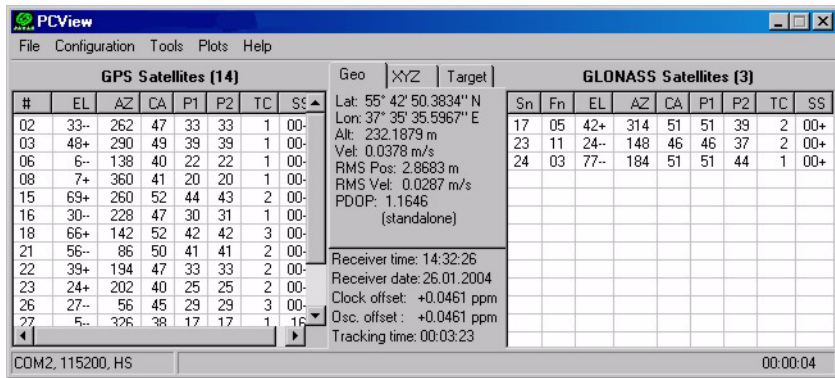 PCView
File Configuration Tools Plots Help
GPS Satellites (14)
# EL AZ CA P1 P2 TC SS
02 33-- 262 47 33 33 1 00-
03 48+ 290 49 39 39 1 00-
06 6-- 138 40 22 22 1 00-
08 7+ 360 41 20 20 1 00-
15 69+ 260 52 44 43 2 00-
16 30-- 228 47 30 31 1 00-
18 66+ 142 52 42 42 3 00-
21 56-- 86 50 41 41 2 00-
22 39+ 194 47 33 33 2 00-
23 24+ 202 40 25 25 2 00-
26 27-- 56 45 29 29 3 00-
27 5-- 326 38 17 17 1 16
Geo XYZ Target
Lat: 55° 42' 50.3834'' N
Lon: 37° 35' 35.5967'' E
Alt: 232.1879 m
Vel: 0.0378 m/s
RMS Pos: 2.8683 m
RMS Vel: 0.0287 m/s
PDOP: 1.1646
(standalone)
Receiver time: 14:32:26
Receiver date: 26.01.2004
Clock offset: +0.0461 ppm
Osc. offset : +0.0461 ppm
Tracking time: 00:03:23
GLONASS Satellites (3)
Sn Fn EL AZ CA P1 P2 TC SS
17 05 42+ 314 51 51 39 2 00+
23 11 24-- 148 46 46 37 2 00+
24 03 77-- 184 51 51 44 1 00+
COM2, 115200, HS
00:00:04